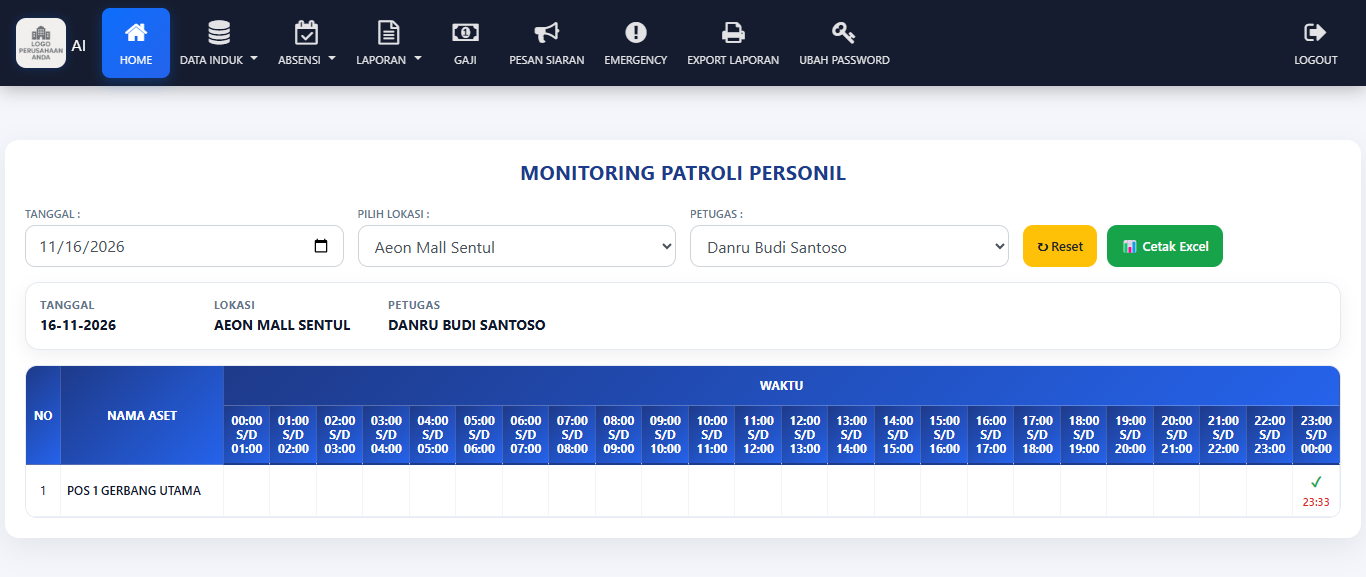 LOGO
PERUSAHAAN
ANDA
AI
HOME
DATA INDUK
ABSENSI
LAPORAN
GAJI
PESAN SIARAN
EMERGENCY
EXPORT LAPORAN
UBAH PASSWORD
LOGOUT
MONITORING PATROLI PERSONIL
TANGGAL :
PILIH LOKASI :
PETUGAS :
11/16/2026
Aeon Mall Sentul
Danru Budi Santoso
↻ Reset
Cetak Excel
TANGGAL
LOKASI
PETUGAS
16-11-2026
AEON MALL SENTUL
DANRU BUDI SANTOSO
NO
NAMA ASET
WAKTU
00:00 S/D 01:00
01:00 S/D 02:00
02:00 S/D 03:00
03:00 S/D 04:00
04:00 S/D 05:00
05:00 S/D 06:00
06:00 S/D 07:00
07:00 S/D 08:00
08:00 S/D 09:00
09:00 S/D 10:00
10:00 S/D 11:00
11:00 S/D 12:00
12:00 S/D 13:00
13:00 S/D 14:00
14:00 S/D 15:00
15:00 S/D 16:00
16:00 S/D 17:00
17:00 S/D 18:00
18:00 S/D 19:00
19:00 S/D 20:00
20:00 S/D 21:00
21:00 S/D 22:00
22:00 S/D 23:00
23:00 S/D 00:00
1
POS 1 GERBANG UTAMA
✓
23:33